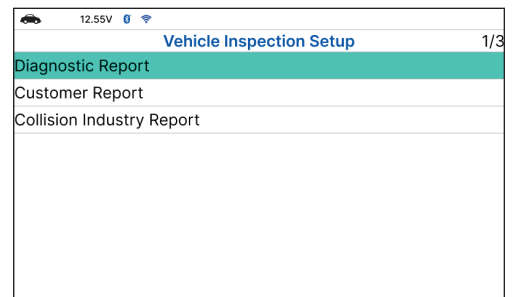 12.55V
Vehicle Inspection Setup 1/3
Diagnostic Report
Customer Report
Collision Industry Report